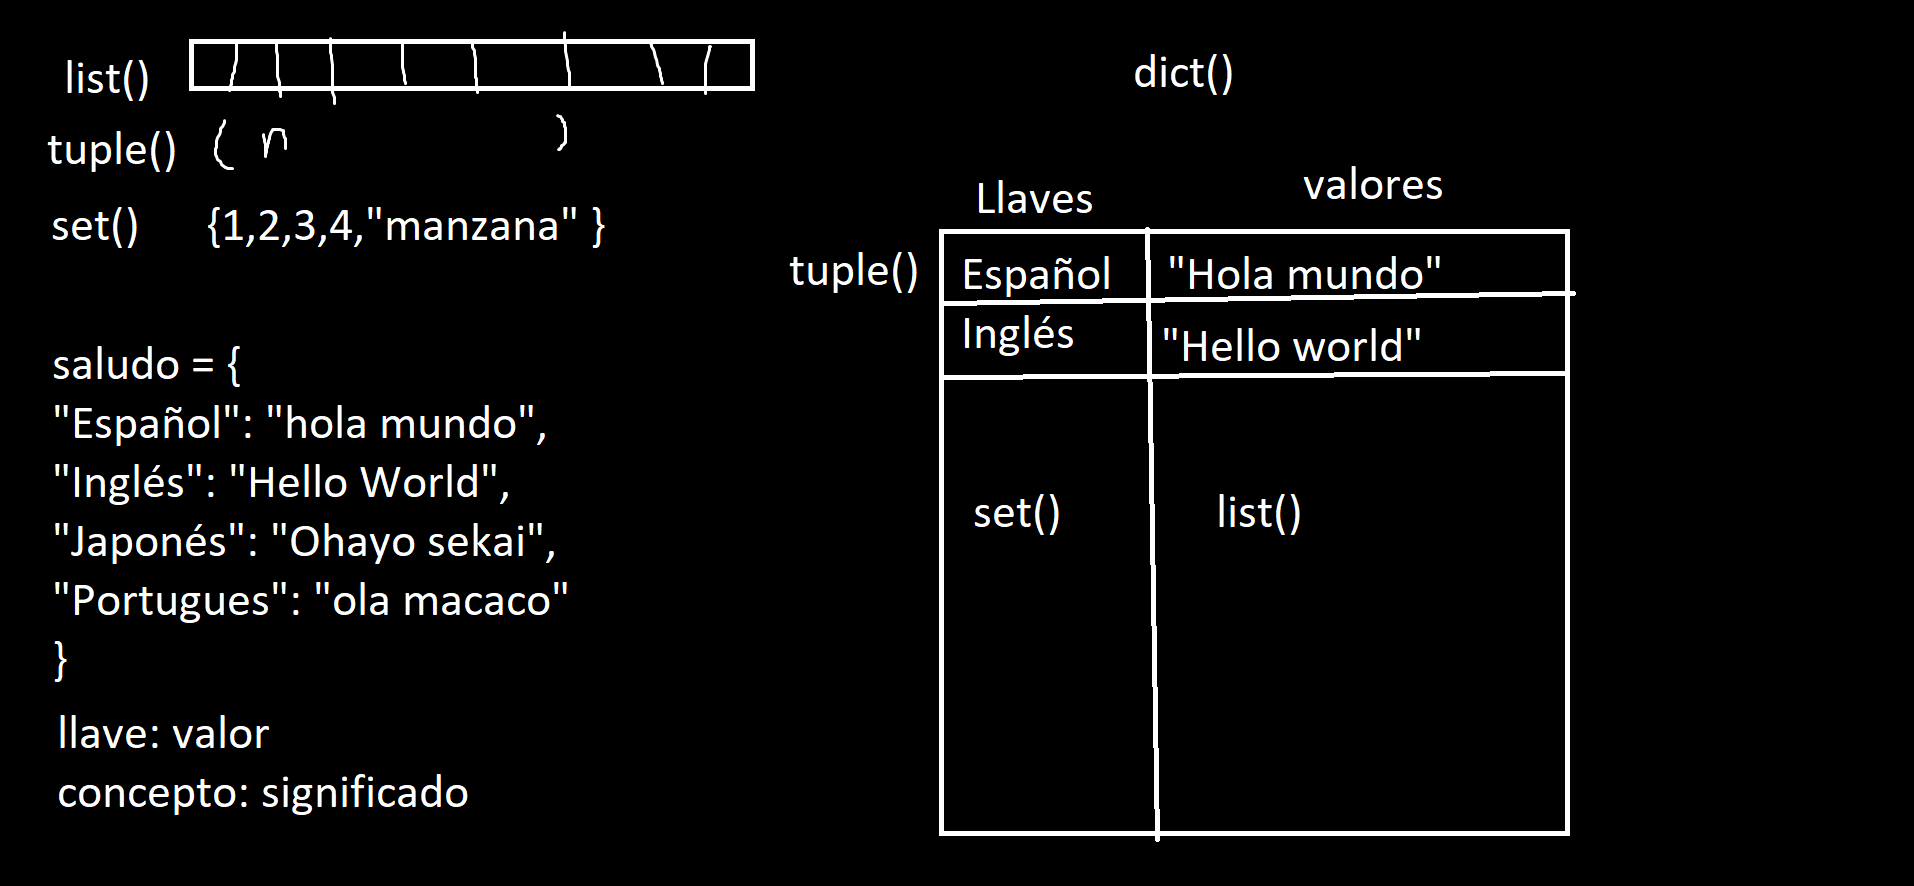 list()
tuple() ( n )
set() {1,2,3,4,"manzana" }
saludo = {
"Español": "hola mundo",
"Inglés": "Hello World",
"Japonés": "Ohayo sekai",
"Portugues": "ola macaco"
}
llave: valor
concepto: significado
dict()
Llaves valores
tuple() Español "Hola mundo"
Inglés "Hello world"
set() list()